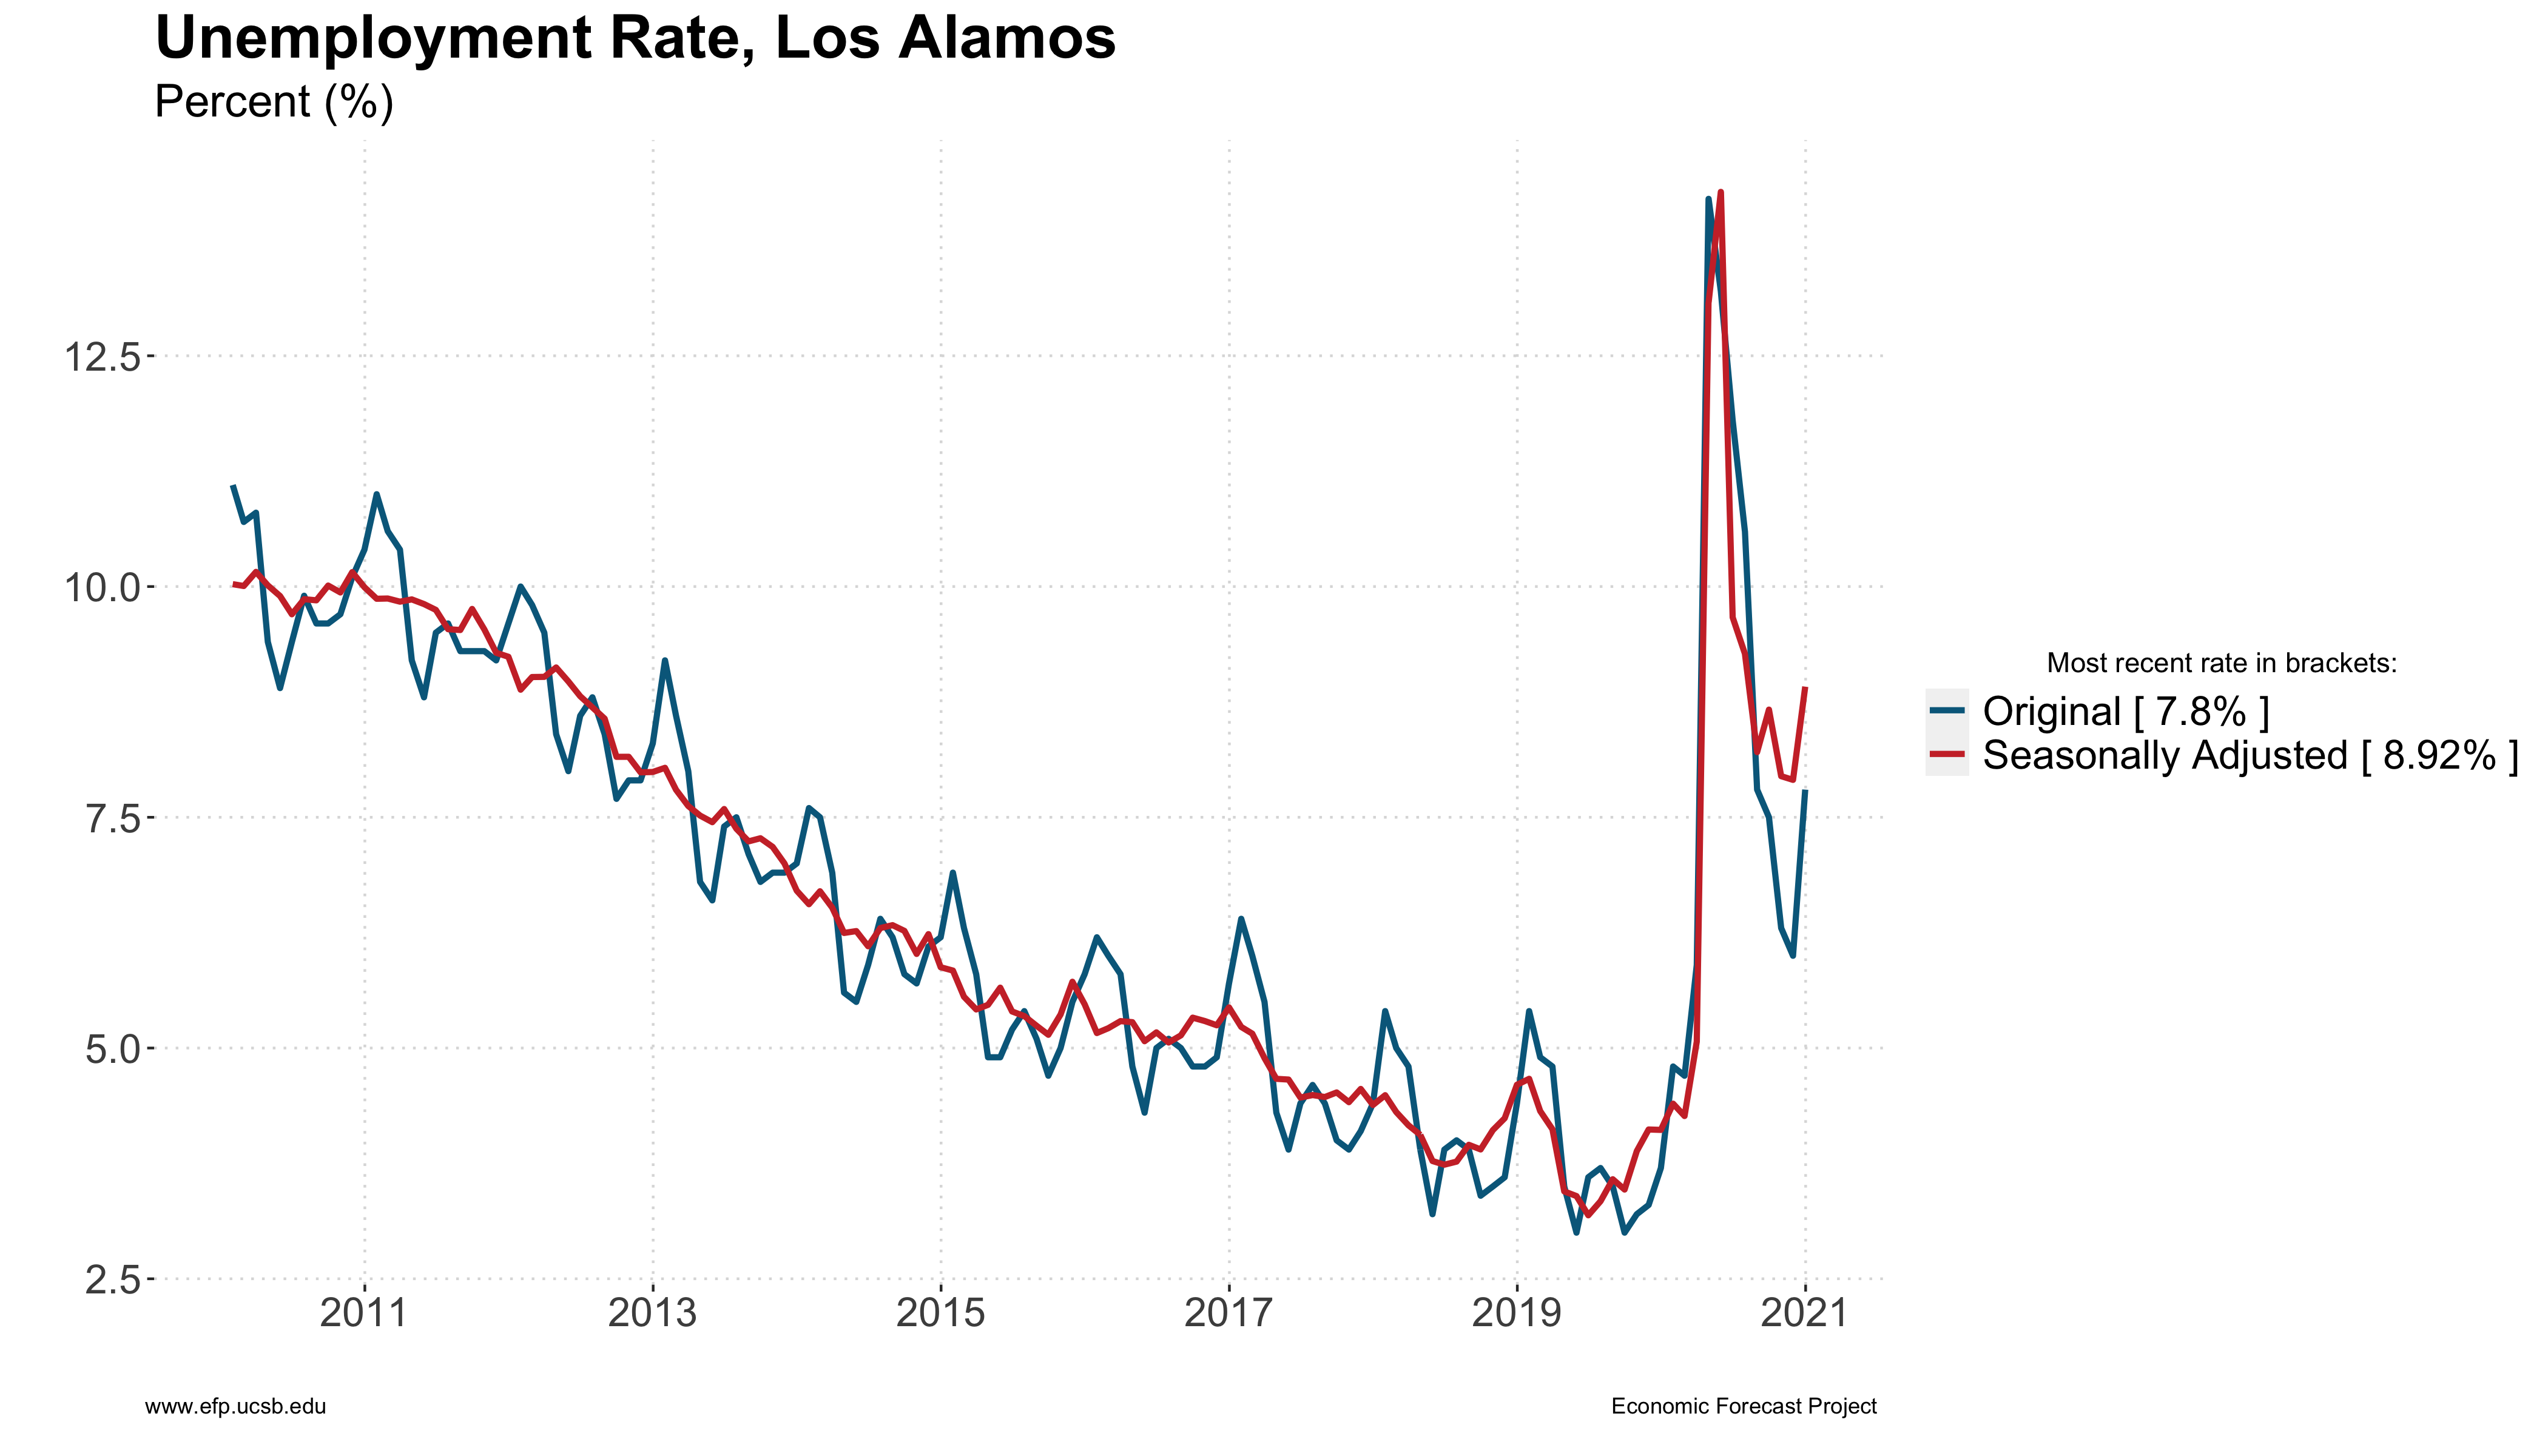 Unemployment Rate, Los Alamos
Percent (%)
12.5
10.0
7.5
5.0
2.5
2011 2013 2015 2017 2019 2021
Most recent rate in brackets:
Original [ 7.8% ]
Seasonally Adjusted [ 8.92% ]
www.efp.ucsb.edu
Economic Forecast Project